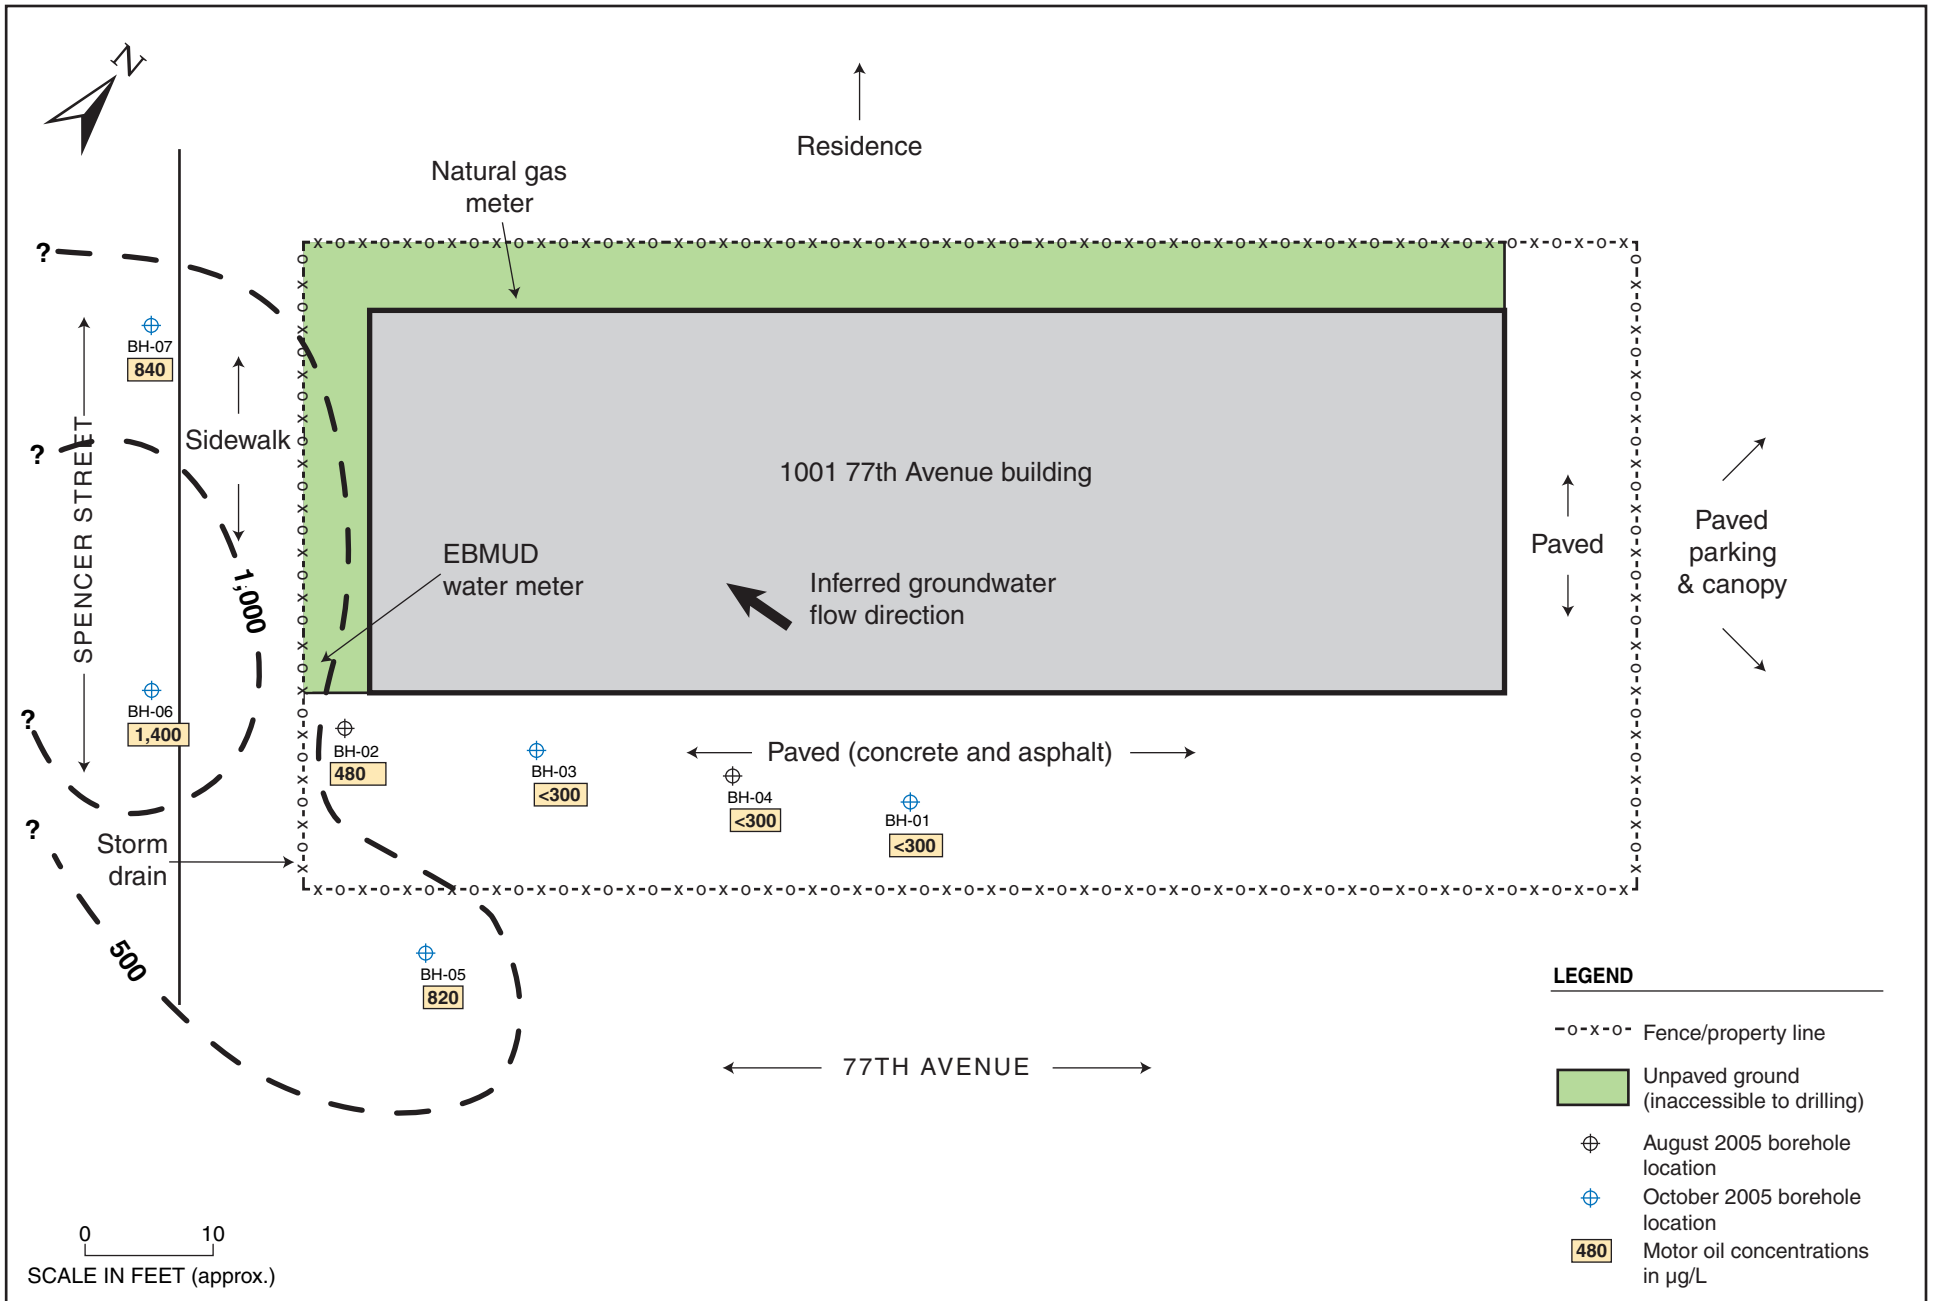 N
Residence
Natural gas
meter
?
BH-07
840
?
Sidewalk
SPENCER STREET
1,000
1001 77th Avenue building
EBMUD
water meter
Inferred groundwater
flow direction
Paved
Paved
parking
& canopy
?
BH-06
1,400
BH-02
480
BH-03
<300
Paved (concrete and asphalt)
BH-04
<300
BH-01
<300
?
Storm
drain
500
BH-05
820
77TH AVENUE
LEGEND
-o-x-o- Fence/property line
Unpaved ground
(inaccessible to drilling)
August 2005 borehole
location
October 2005 borehole
location
480 Motor oil concentrations
in µg/L
0 10
SCALE IN FEET (approx.)